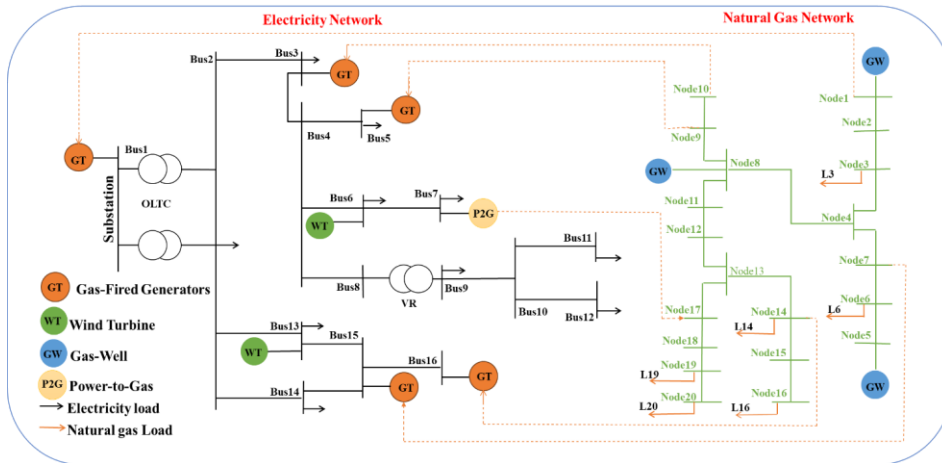 Electricity Network
Natural Gas Network
Bus2
Bus3
GT
GT
Bus4
Bus5
GT
Bus1
Substation
OLTC
Bus6
Bus7
WT
P2G
Bus8
VR
Bus9
Bus11
Bus10
Bus12
Bus13
Bus15
WT
Bus14
Bus16
GT
GT
GW
Node10
Node1
Node2
Node9
Node3
L3
Node8
GW
Node11
Node4
Node12
Node7
Node13
Node17
Node14
L14
Node6
L6
Node18
Node5
Node15
Node19
L19
GW
Node20
L20
Node16
L16
GT Gas-Fired Generators
WT Wind Turbine
GW Gas-Well
P2G Power-to-Gas
Electricity load
Natural gas Load